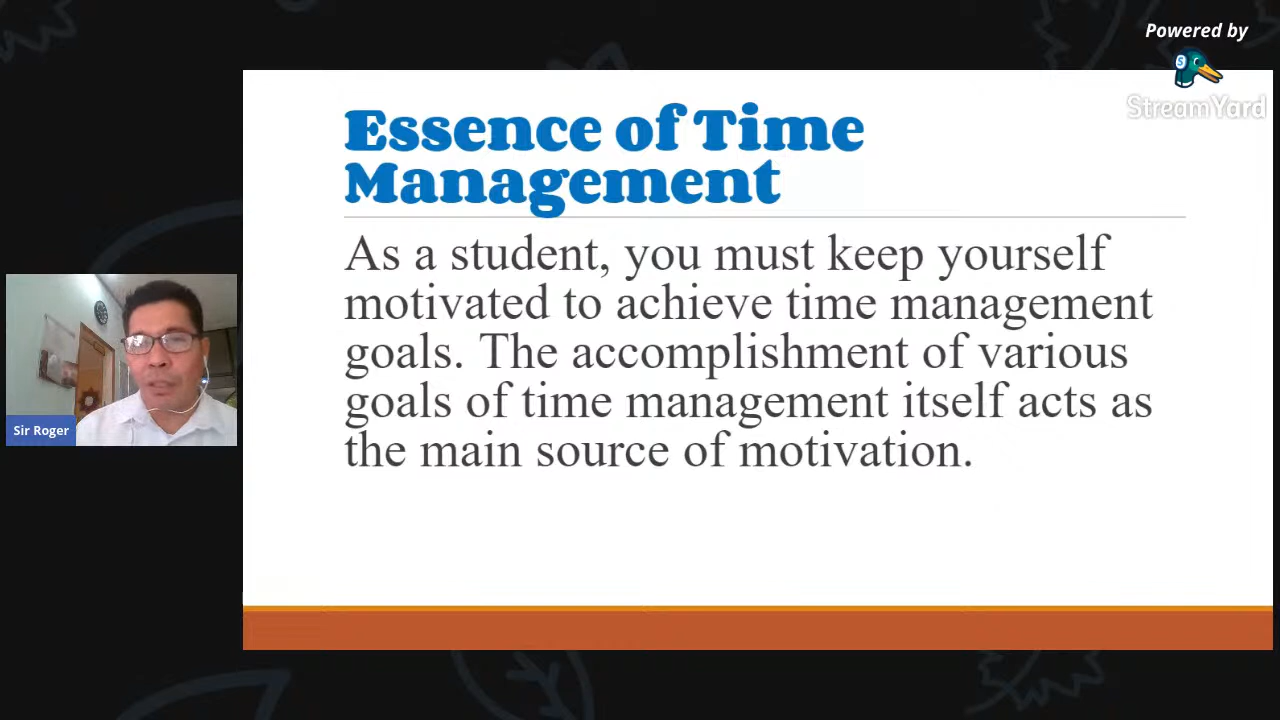 Powered by
StreamYard
Essence of Time
Management
As a student, you must keep yourself
motivated to achieve time management
goals. The accomplishment of various
goals of time management itself acts as
the main source of motivation.
Sir Roger